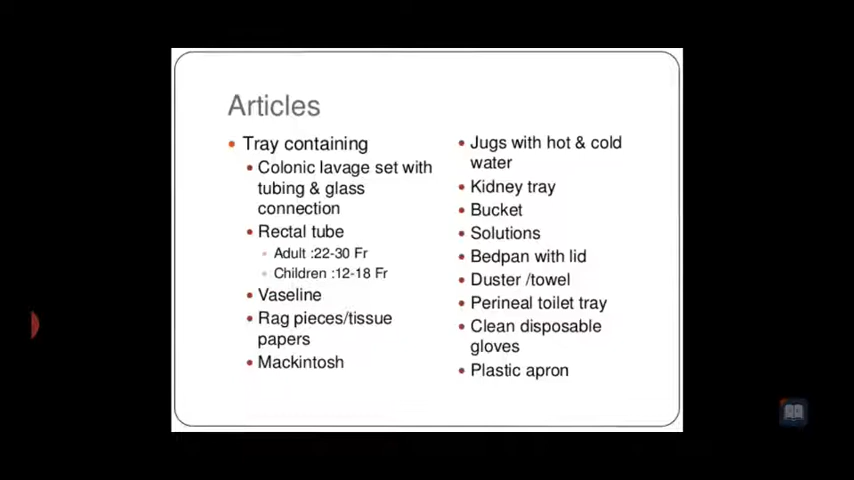 Articles
• Tray containing
• Colonic lavage set with
tubing & glass
connection
• Rectal tube
• Adult :22-30 Fr
• Children :12-18 Fr
• Vaseline
• Rag pieces/tissue
papers
• Mackintosh
• Jugs with hot & cold
water
• Kidney tray
• Bucket
• Solutions
• Bedpan with lid
• Duster /towel
• Perineal toilet tray
• Clean disposable
gloves
• Plastic apron